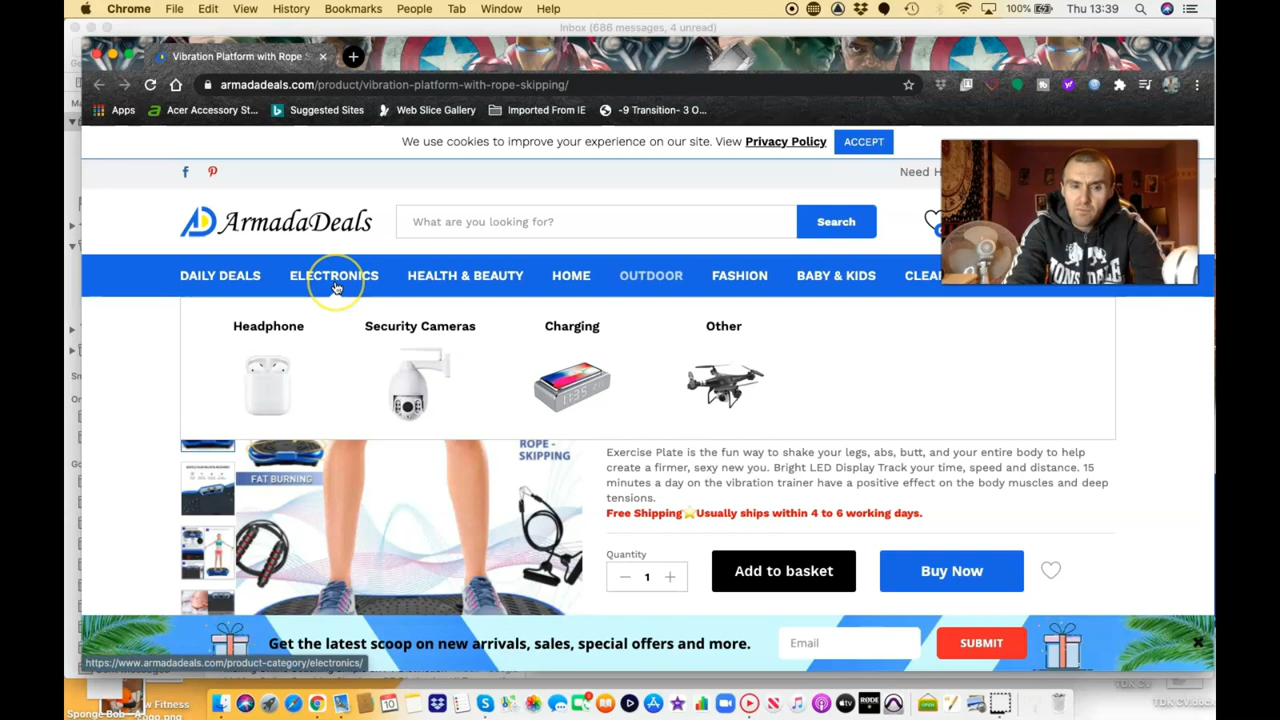 Chrome File Edit View History Bookmarks People Tab Window Help
100%
Thu 13:39
Inbox (686 messages, 4 unread)
Vibration Platform with Rope S
armadadeals.com/product/vibration-platform-with-rope-skipping/
Apps
Acer Accessory St...
Suggested Sites
Web Slice Gallery
Imported From IE
-9 Transition- 3 O...
We use cookies to improve your experience on our site. View Privacy Policy
ACCEPT
Need H
ArmadaDeals
What are you looking for?
Search
DAILY DEALS
ELECTRONICS
HEALTH & BEAUTY
HOME
OUTDOOR
FASHION
BABY & KIDS
CLEA
Headphone
Security Cameras
Charging
Other
ROPE -
SKIPPING
FAT BURNING
Exercise Plate is the fun way to shake your legs, abs, butt, and your entire body to help
create a firmer, sexy new you. Bright LED Display Track your time, speed and distance. 15
minutes a day on the vibration trainer have a positive effect on the body muscles and deep
tensions.
Free Shipping⭐Usually ships within 4 to 6 working days.
Quantity
1
Add to basket
Buy Now
Get the latest scoop on new arrivals, sales, special offers and more.
Email
SUBMIT
https://www.armadadeals.com/product-category/electronics/
TDK CV
TDK CV.docx